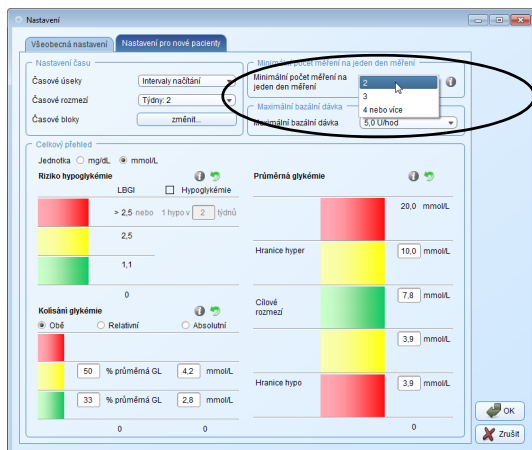 Nastavení
Všeobecná nastavení
Nastavení pro nové pacienty
Nastavení času
Časové úseky
Intervaly načítání
Časové rozmezí
Týdny: 2
Časové bloky
změnit...
Minimální počet měření na jeden den měření
Minimální počet měření na
jeden den měření
2
3
4 nebo více
Maximální bazální dávka
Maximální bazální dávka
5,0 U/hod
Celkový přehled
Jednotka mg/dL mmol/L
Riziko hypoglykémie
LBGI Hypoglykémie
> 2,5 nebo 1 hypo v 2 týdnů
2,5
1,1
0
Kolísání glykémie
Obě Relativní Absolutní
50 % průměrná GL 4,2 mmol/L
33 % průměrná GL 2,8 mmol/L
0 0
Průměrná glykémie
20,0 mmol/L
Hranice hyper 10,0 mmol/L
Cílové
rozmezí
7,8 mmol/L
3,9 mmol/L
Hranice hypo 3,9 mmol/L
0
OK
Zrušit